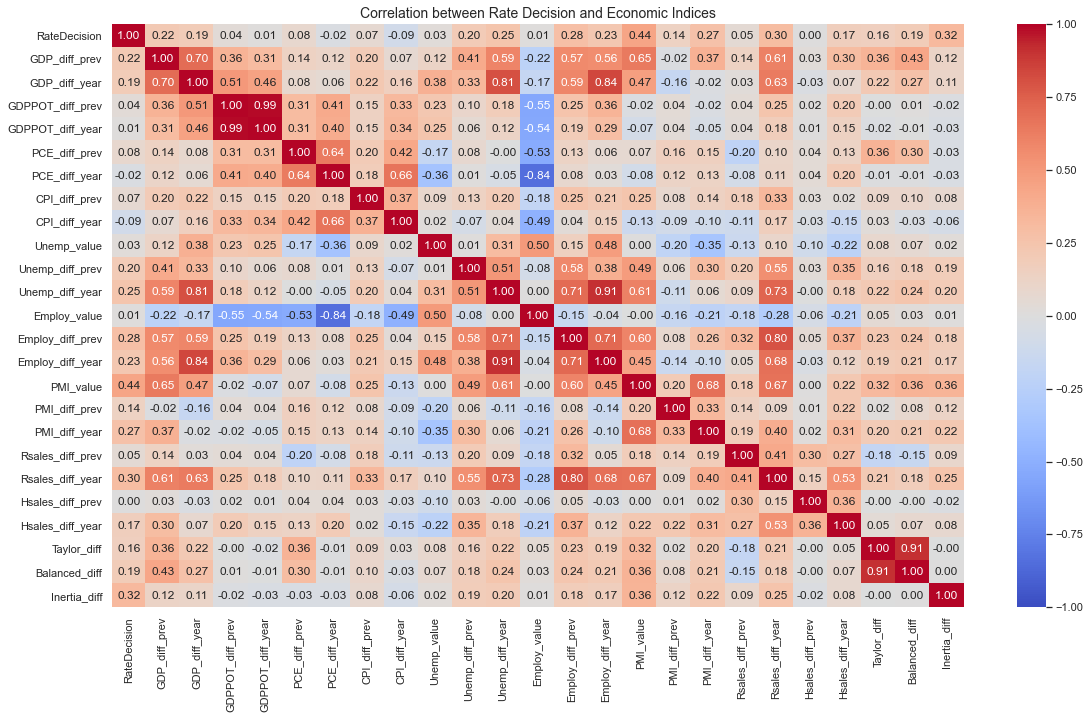 Correlation between Rate Decision and Economic Indices
RateDecision 1.00 0.22 0.19 0.04 0.01 0.08 -0.02 0.07 -0.09 0.03 0.20 0.25 0.01 0.28 0.23 0.44 0.14 0.27 0.05 0.30 0.00 0.17 0.16 0.19 0.32
GDP_diff_prev 0.22 1.00 0.70 0.36 0.31 0.14 0.12 0.20 0.07 0.12 0.41 0.59 -0.22 0.57 0.56 0.65 -0.02 0.37 0.14 0.61 0.03 0.30 0.36 0.43 0.12
GDP_diff_year 0.19 0.70 1.00 0.51 0.46 0.08 0.06 0.22 0.16 0.38 0.33 0.81 -0.17 0.59 0.84 0.47 -0.16 -0.02 0.03 0.63 -0.03 0.07 0.22 0.27 0.11
GDPPOT_diff_prev 0.04 0.36 0.51 1.00 0.99 0.31 0.41 0.15 0.33 0.23 0.10 0.18 -0.55 0.25 0.36 -0.02 0.04 -0.02 0.04 0.25 0.02 0.20 -0.00 0.01 -0.02
GDPPOT_diff_year 0.01 0.31 0.46 0.99 1.00 0.31 0.40 0.15 0.34 0.25 0.06 0.12 -0.54 0.19 0.29 -0.07 0.04 -0.05 0.04 0.18 0.01 0.15 -0.02 -0.01 -0.03
PCE_diff_prev 0.08 0.14 0.08 0.31 0.31 1.00 0.64 0.20 0.42 -0.17 0.08 -0.00 -0.53 0.13 0.06 0.07 0.16 0.15 -0.20 0.10 0.04 0.13 0.36 0.30 -0.03
PCE_diff_year -0.02 0.12 0.06 0.41 0.40 0.64 1.00 0.18 0.66 -0.36 0.01 -0.05 -0.84 0.08 0.03 -0.08 0.12 0.13 -0.08 0.11 0.04 0.20 -0.01 -0.01 -0.03
CPI_diff_prev 0.07 0.20 0.22 0.15 0.15 0.20 0.18 1.00 0.37 0.09 0.13 0.20 -0.18 0.25 0.21 0.25 0.08 0.14 0.18 0.33 0.03 0.02 0.09 0.10 0.08
CPI_diff_year -0.09 0.07 0.16 0.33 0.34 0.42 0.66 0.37 1.00 0.02 -0.07 0.04 -0.49 0.04 0.15 -0.13 -0.09 -0.10 -0.11 0.17 -0.03 -0.15 0.03 -0.03 -0.06
Unemp_value 0.03 0.12 0.38 0.23 0.25 -0.17 -0.36 0.09 0.02 1.00 0.01 0.31 0.50 0.15 0.48 0.00 -0.20 -0.35 -0.13 0.10 -0.10 -0.22 0.08 0.07 0.02
Unemp_diff_prev 0.20 0.41 0.33 0.10 0.06 0.08 0.01 0.13 -0.07 0.01 1.00 0.51 -0.08 0.58 0.38 0.49 0.06 0.30 0.20 0.55 0.03 0.35 0.16 0.18 0.19
Unemp_diff_year 0.25 0.59 0.81 0.18 0.12 -0.00 -0.05 0.20 0.04 0.31 0.51 1.00 0.00 0.71 0.91 0.61 -0.11 0.06 0.09 0.73 -0.00 0.18 0.22 0.24 0.20
Employ_value 0.01 -0.22 -0.17 -0.55 -0.54 -0.53 -0.84 -0.18 -0.49 0.50 -0.08 0.00 1.00 -0.15 -0.04 -0.00 -0.16 -0.21 -0.18 -0.28 -0.06 -0.21 0.05 0.03 0.01
Employ_diff_prev 0.28 0.57 0.59 0.25 0.19 0.13 0.08 0.25 0.04 0.15 0.58 0.71 -0.15 1.00 0.71 0.60 0.08 0.26 0.32 0.80 0.05 0.37 0.23 0.24 0.18
Employ_diff_year 0.23 0.56 0.84 0.36 0.29 0.06 0.03 0.21 0.15 0.48 0.38 0.91 -0.04 0.71 1.00 0.45 -0.14 -0.10 0.05 0.68 -0.03 0.12 0.19 0.21 0.17
PMI_value 0.44 0.65 0.47 -0.02 -0.07 0.07 -0.08 0.25 -0.13 0.00 0.49 0.61 -0.00 0.60 0.45 1.00 0.20 0.68 0.18 0.67 0.00 0.22 0.32 0.36 0.36
PMI_diff_prev 0.14 -0.02 -0.16 0.04 0.04 0.16 0.12 0.08 -0.09 -0.20 0.06 -0.11 -0.16 0.08 -0.14 0.20 1.00 0.33 0.14 0.09 0.01 0.22 0.02 0.08 0.12
PMI_diff_year 0.27 0.37 -0.02 -0.02 -0.05 0.15 0.13 0.14 -0.10 -0.35 0.30 0.06 -0.21 0.26 -0.10 0.68 0.33 1.00 0.19 0.40 0.02 0.31 0.20 0.21 0.22
Rsales_diff_prev 0.05 0.14 0.03 0.04 0.04 -0.20 -0.08 0.18 -0.11 -0.13 0.20 0.09 -0.18 0.32 0.05 0.18 0.14 0.19 1.00 0.41 0.30 0.27 -0.18 -0.15 0.09
Rsales_diff_year 0.30 0.61 0.63 0.25 0.18 0.10 0.11 0.33 0.17 0.10 0.55 0.73 -0.28 0.80 0.68 0.67 0.09 0.40 0.41 1.00 0.15 0.53 0.21 0.18 0.25
Hsales_diff_prev 0.00 0.03 -0.03 0.02 0.01 0.04 0.04 0.03 -0.03 -0.10 0.03 -0.00 -0.06 0.05 -0.03 0.00 0.01 0.02 0.30 0.15 1.00 0.36 -0.00 -0.00 -0.02
Hsales_diff_year 0.17 0.30 0.07 0.20 0.15 0.13 0.20 0.02 -0.15 -0.22 0.35 0.18 -0.21 0.37 0.12 0.22 0.22 0.31 0.27 0.53 0.36 1.00 0.05 0.07 0.08
Taylor_diff 0.16 0.36 0.22 -0.00 -0.02 0.36 -0.01 0.09 0.03 0.08 0.16 0.22 0.05 0.23 0.19 0.32 0.02 0.20 -0.18 0.21 -0.00 0.05 1.00 0.91 -0.00
Balanced_diff 0.19 0.43 0.27 0.01 -0.01 0.30 -0.01 0.10 -0.03 0.07 0.18 0.24 0.03 0.24 0.21 0.36 0.08 0.21 -0.15 0.18 -0.00 0.07 0.91 1.00 0.00
Inertia_diff 0.32 0.12 0.11 -0.02 -0.03 -0.03 -0.03 0.08 -0.06 0.02 0.19 0.20 0.01 0.18 0.17 0.36 0.12 0.22 0.09 0.25 -0.02 0.08 -0.00 0.00 1.00
RateDecision
GDP_diff_prev
GDP_diff_year
GDPPOT_diff_prev
GDPPOT_diff_year
PCE_diff_prev
PCE_diff_year
CPI_diff_prev
CPI_diff_year
Unemp_value
Unemp_diff_prev
Unemp_diff_year
Employ_value
Employ_diff_prev
Employ_diff_year
PMI_value
PMI_diff_prev
PMI_diff_year
Rsales_diff_prev
Rsales_diff_year
Hsales_diff_prev
Hsales_diff_year
Taylor_diff
Balanced_diff
Inertia_diff
1.00
0.75
0.50
0.25
0.00
-0.25
-0.50
-0.75
-1.00